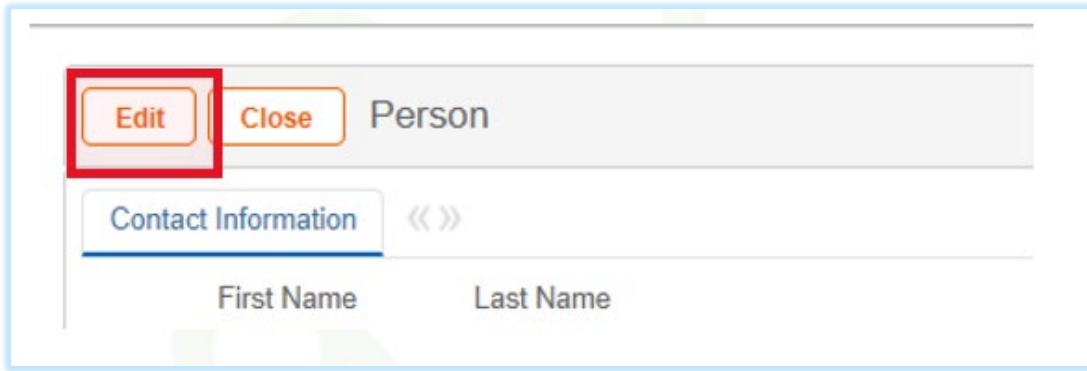 Edit Close Person
Contact Information «»
First Name Last Name